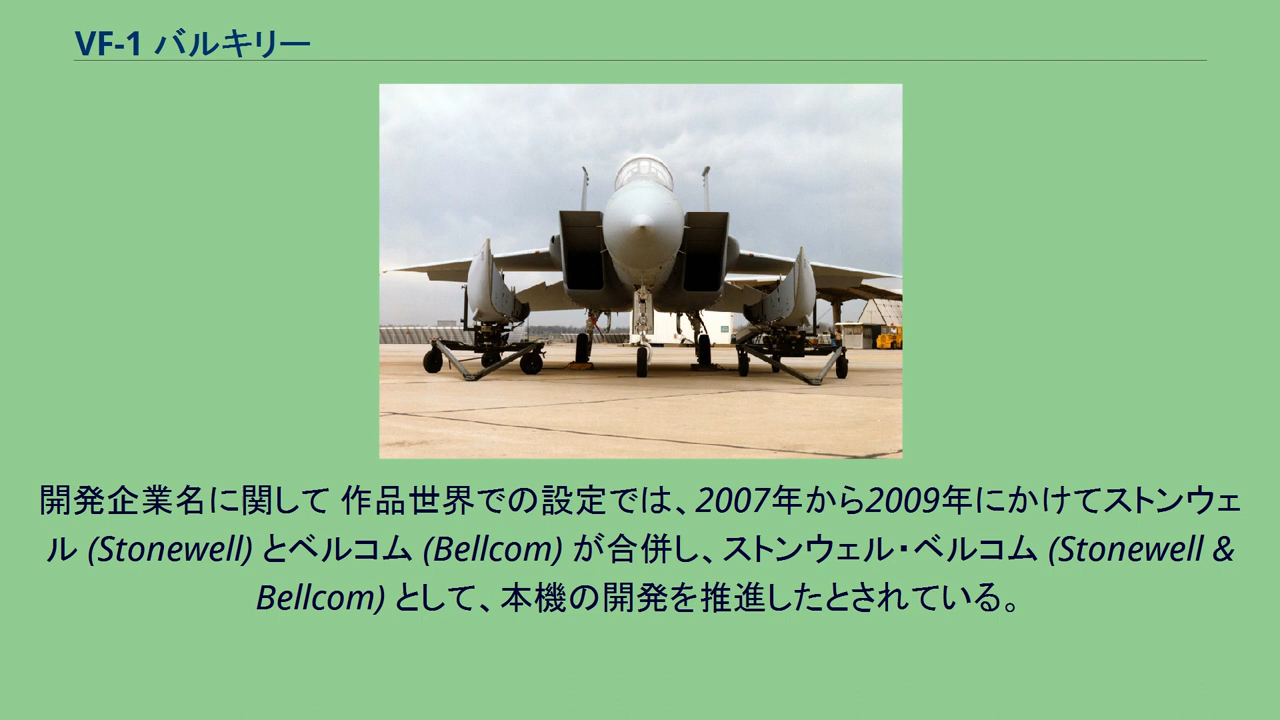 VF-1 バルキリー
開発企業名に関して 作品世界での設定では、2007年から2009年にかけてストンウェ
ル (Stonewell) とベルコム (Bellcom) が合併し、ストンウェル・ベルコム (Stonewell &
Bellcom) として、本機の開発を推進したとされている。